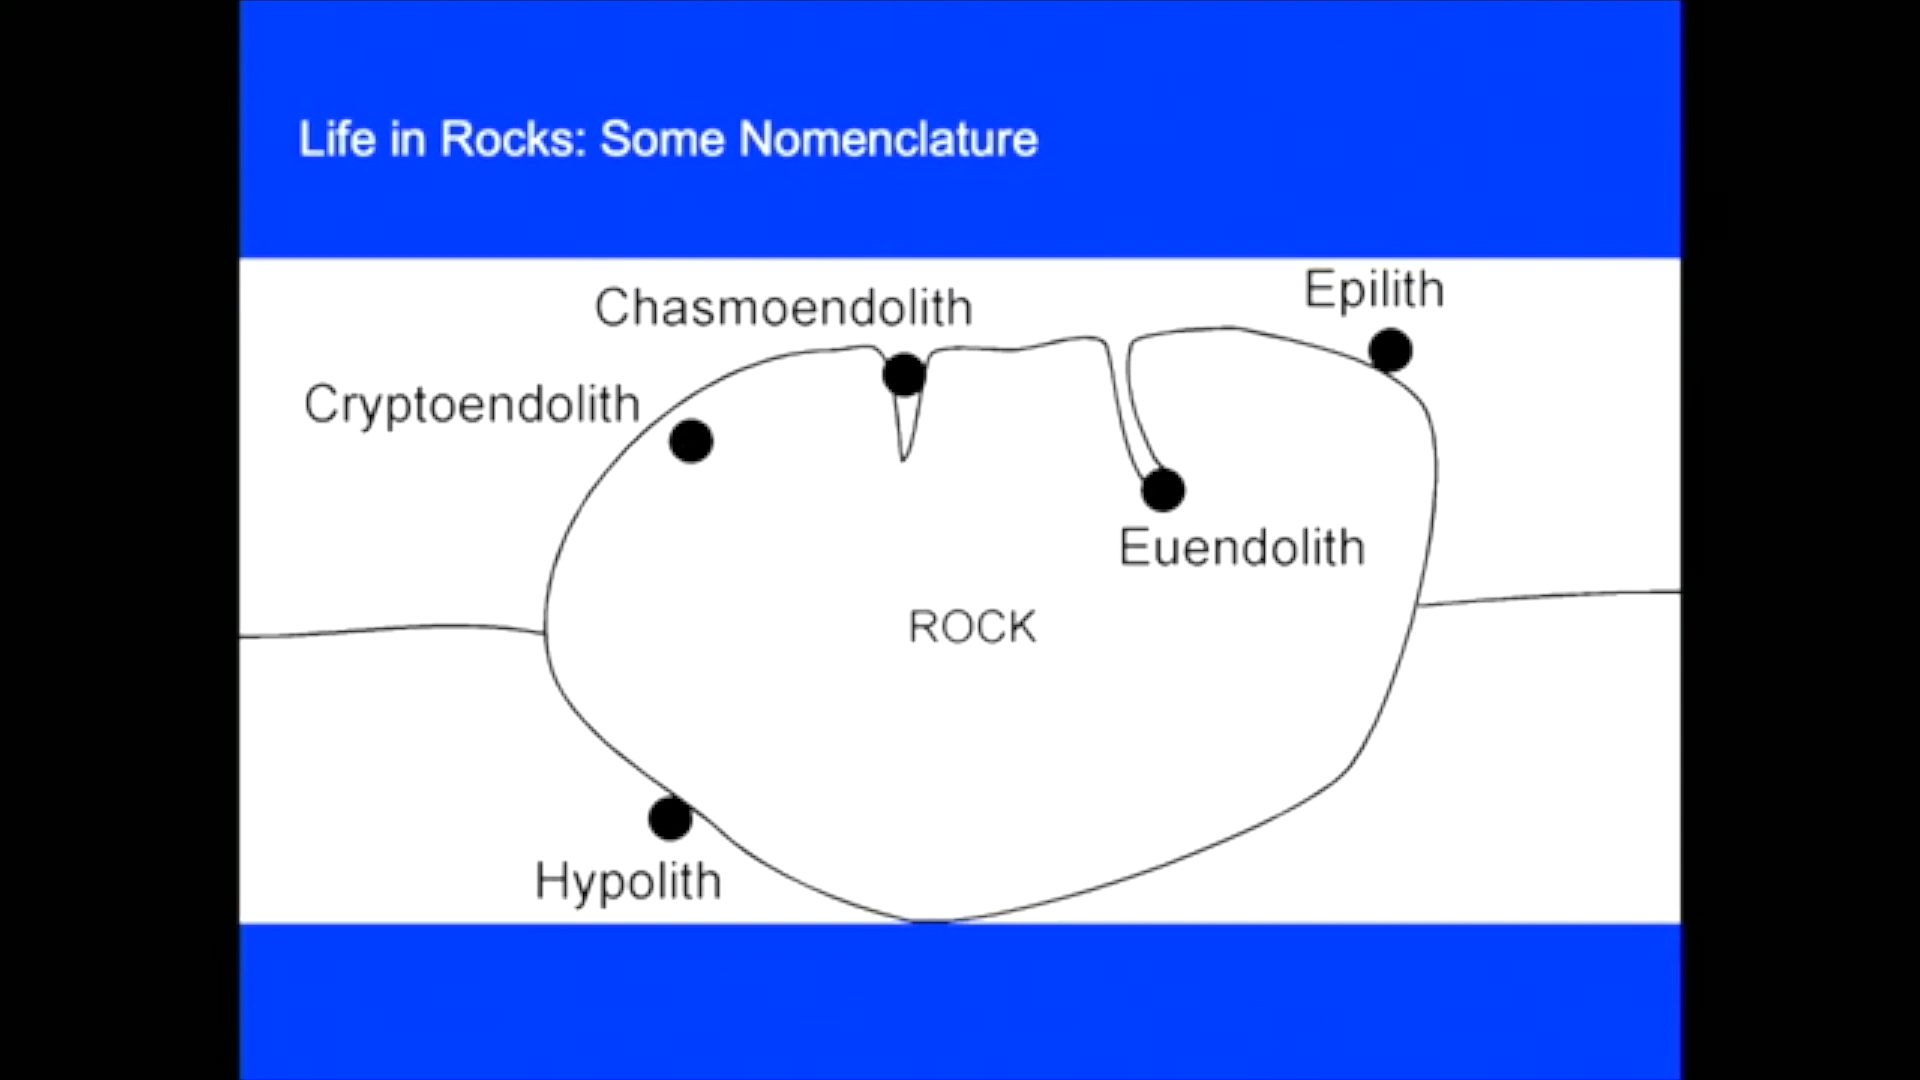 Life in Rocks: Some Nomenclature
Epilith
Chasmoendolith
Cryptoendolith
Euendolith
ROCK
Hypolith